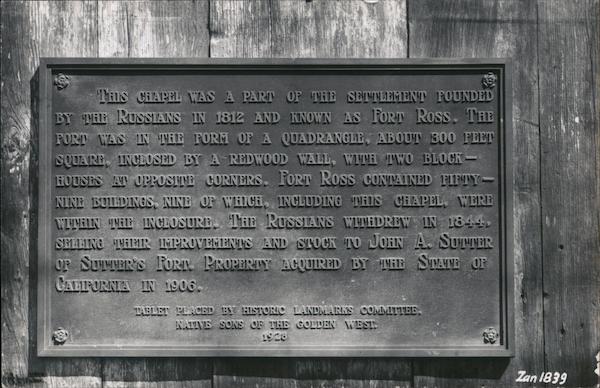 THIS CHAPEL WAS A PART OF THE SETTLEMENT FOUNDED
BY THE RUSSIANS IN 1812 AND KNOWN AS FORT ROSS. THE
FORT WAS IN THE FORM OF A QUADRANGLE, ABOUT 300 FEET
SQUARE, INCLOSED BY A REDWOOD WALL, WITH TWO BLOCK-
HOUSES AT OPPOSITE CORNERS. FORT ROSS CONTAINED FIFTY-
NINE BUILDINGS, NINE OF WHICH, INCLUDING THIS CHAPEL, WERE
WITHIN THE INCLOSURE. THE RUSSIANS WITHDREW IN 1844,
SELLING THEIR IMPROVEMENTS AND STOCK TO JOHN A. SUTTER
OF SUTTER'S FORT. PROPERTY ACQUIRED BY THE STATE OF
CALIFORNIA IN 1906.
TABLET PLACED BY HISTORIC LANDMARKS COMMITTEE,
NATIVE SONS OF THE GOLDEN WEST.
1928
Zan 1839